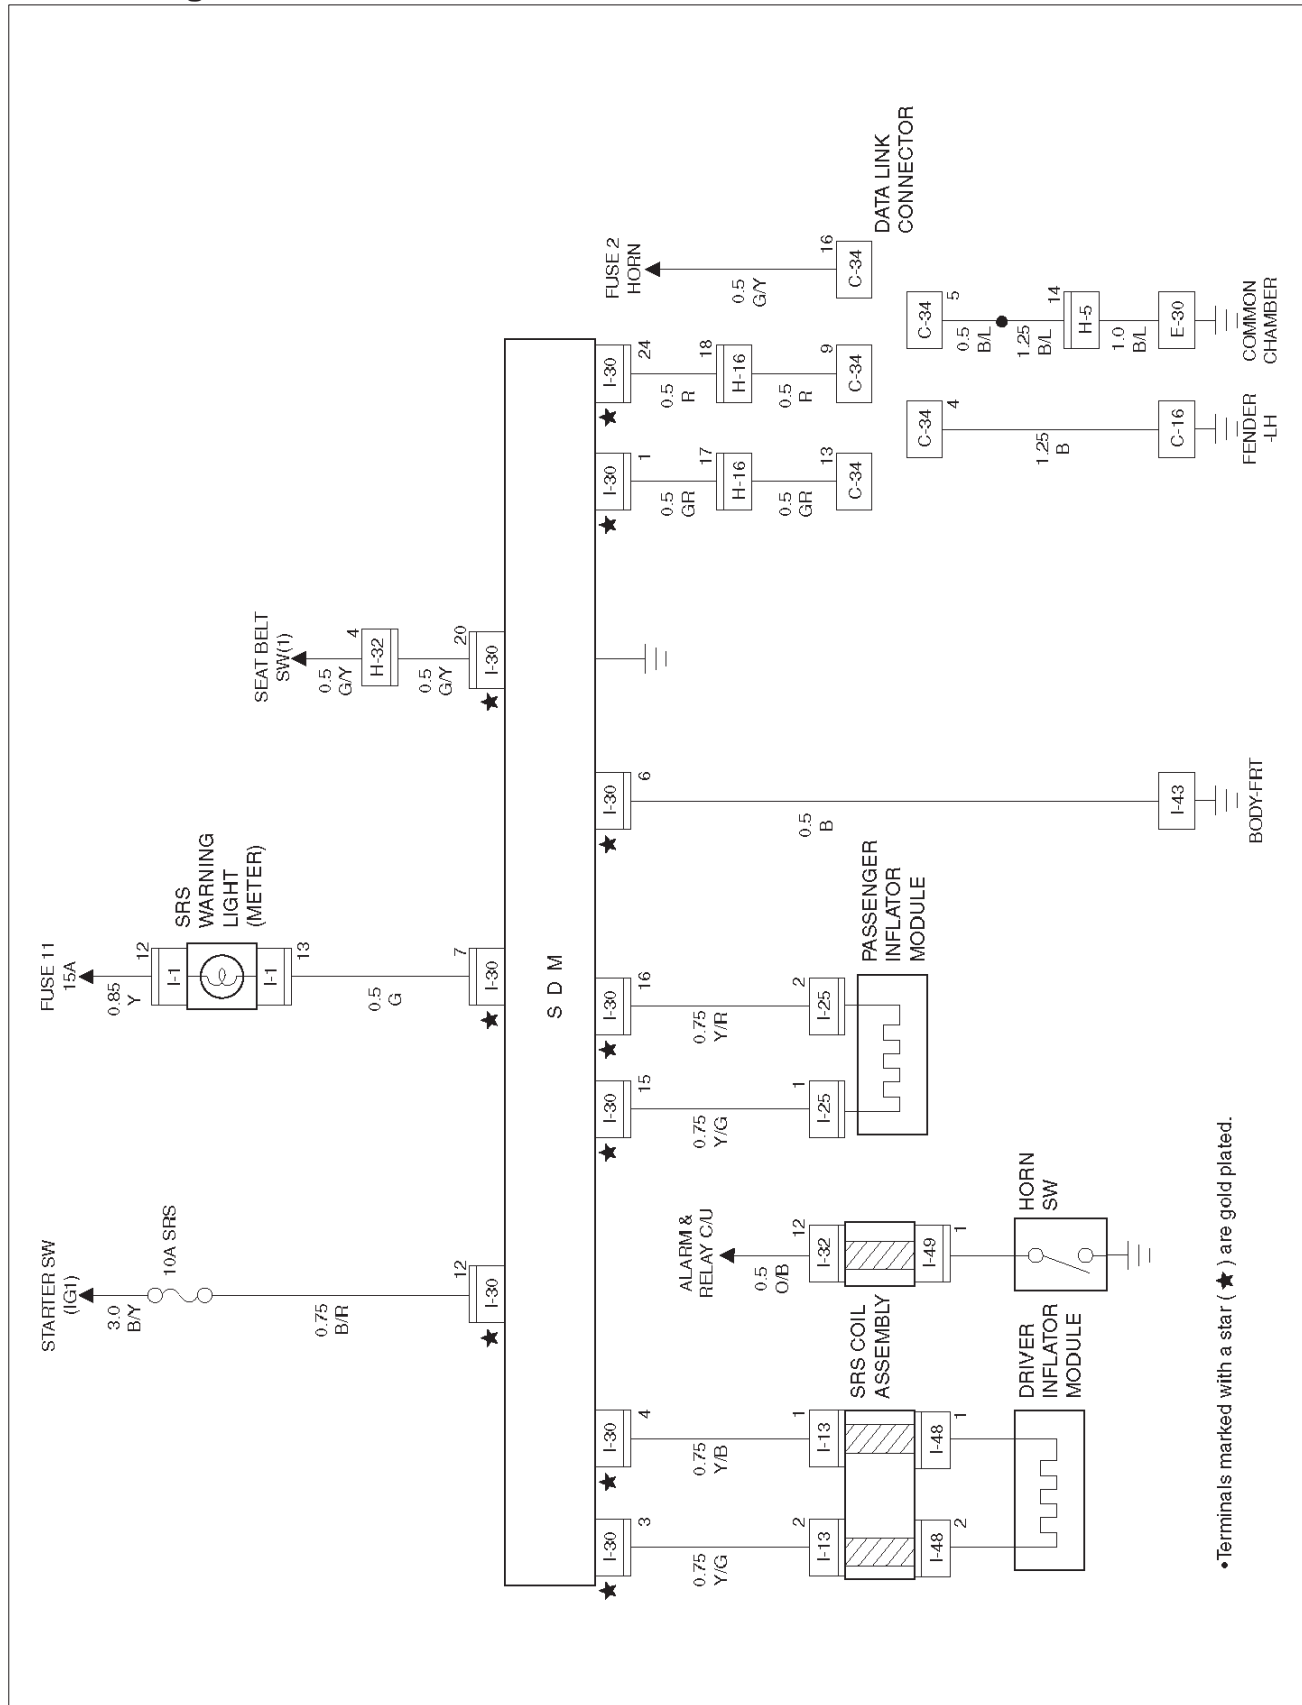 STARTER SW
(IG1)
3.0
B/Y
10A SRS
0.75
B/R
12
I-30
FUSE 11
15A
0.85
Y
12
I-1
SRS
WARNING
LIGHT
(METER)
I-1
13
0.5
G
7
I-30
SEAT BELT
SW(1)
0.5
G/Y
4
H-32
0.5
G/Y
20
I-30
S D M
I-30
3
0.75
Y/G
2
I-13
I-30
4
0.75
Y/B
1
I-13
SRS COIL
ASSEMBLY
I-48
2
I-48
1
DRIVER
INFLATOR
MODULE
ALARM &
RELAY C/U
0.5
O/B
12
I-32
I-49
1
HORN
SW
I-30
15
0.75
Y/G
1
I-25
I-30
16
0.75
Y/R
2
I-25
PASSENGER
INFLATOR
MODULE
I-30
6
0.5
B
I-43
BODY-FRT
I-30
1
0.5
GR
17
H-16
0.5
GR
13
C-34
I-30
24
0.5
R
18
H-16
0.5
R
9
C-34
FUSE 2
HORN
0.5
G/Y
16
C-34
DATA LINK
CONNECTOR
C-34
4
1.25
B
C-16
FENDER
-LH
C-34
5
0.5
B/L
1.25
B/L
14
H-5
1.0
B/L
E-30
COMMON
CHAMBER
•Terminals marked with a star ( ★ ) are gold plated.